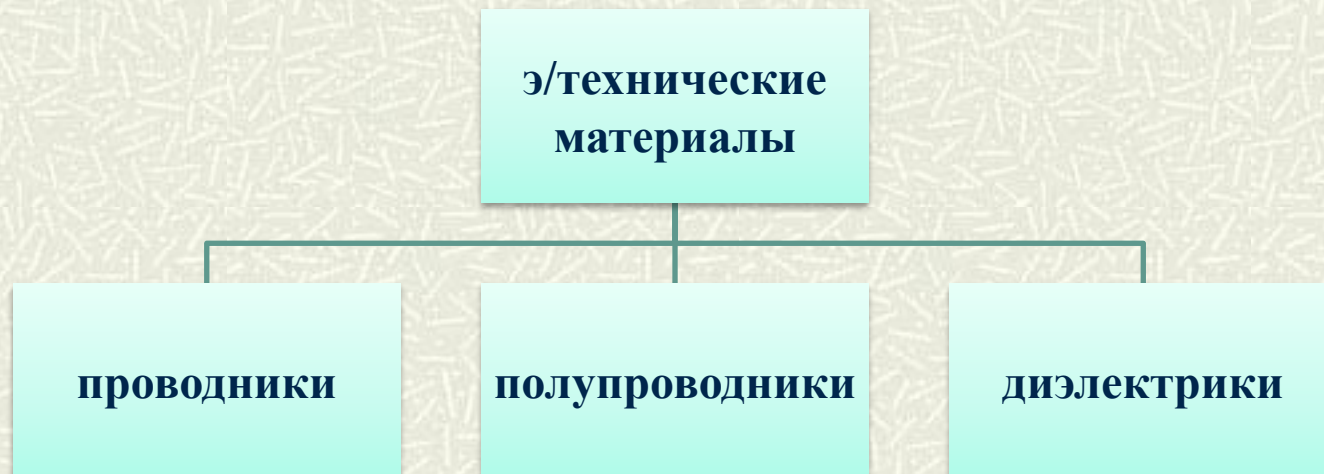 э/технические
материалы
проводники
полупроводники
диэлектрики